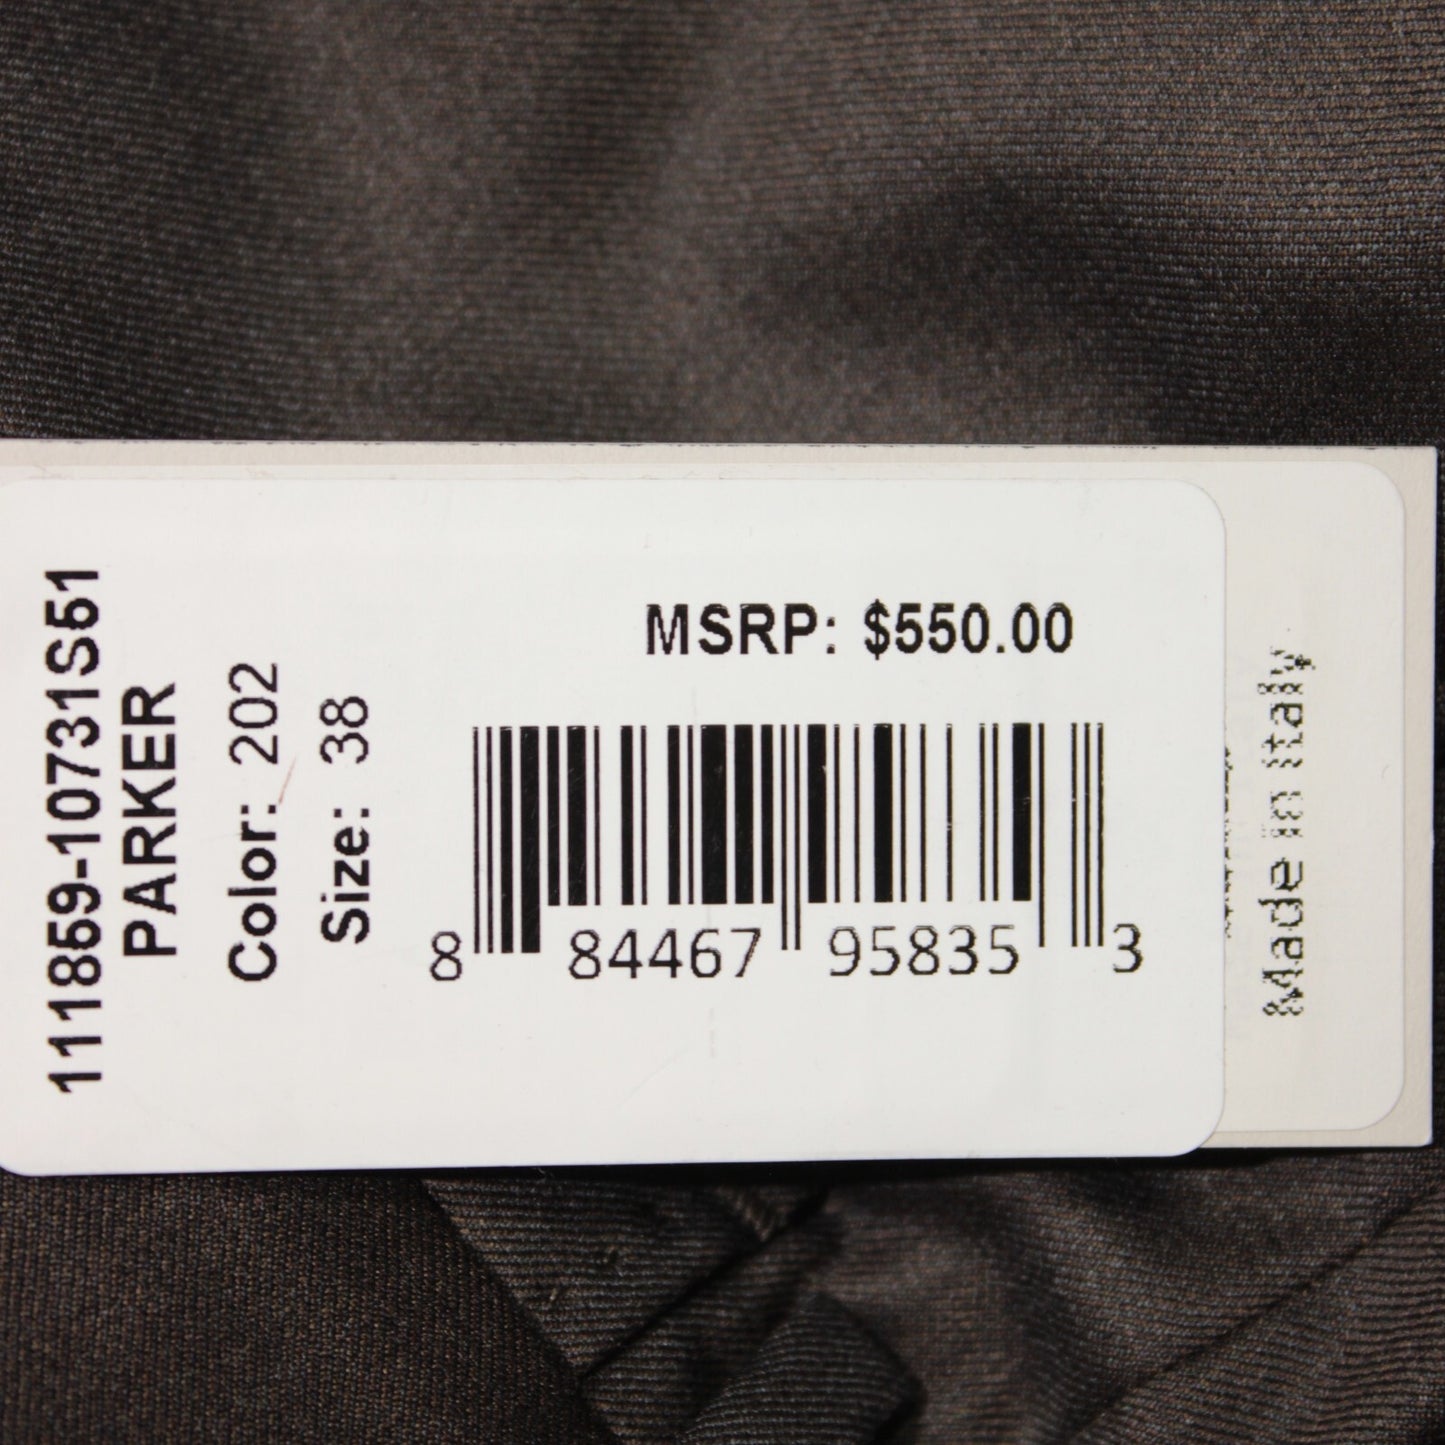 111859-10731S51
PARKER
Color: 202
Size: 38
MSRP: $550.00
8 84467 95835 3
Made in italy